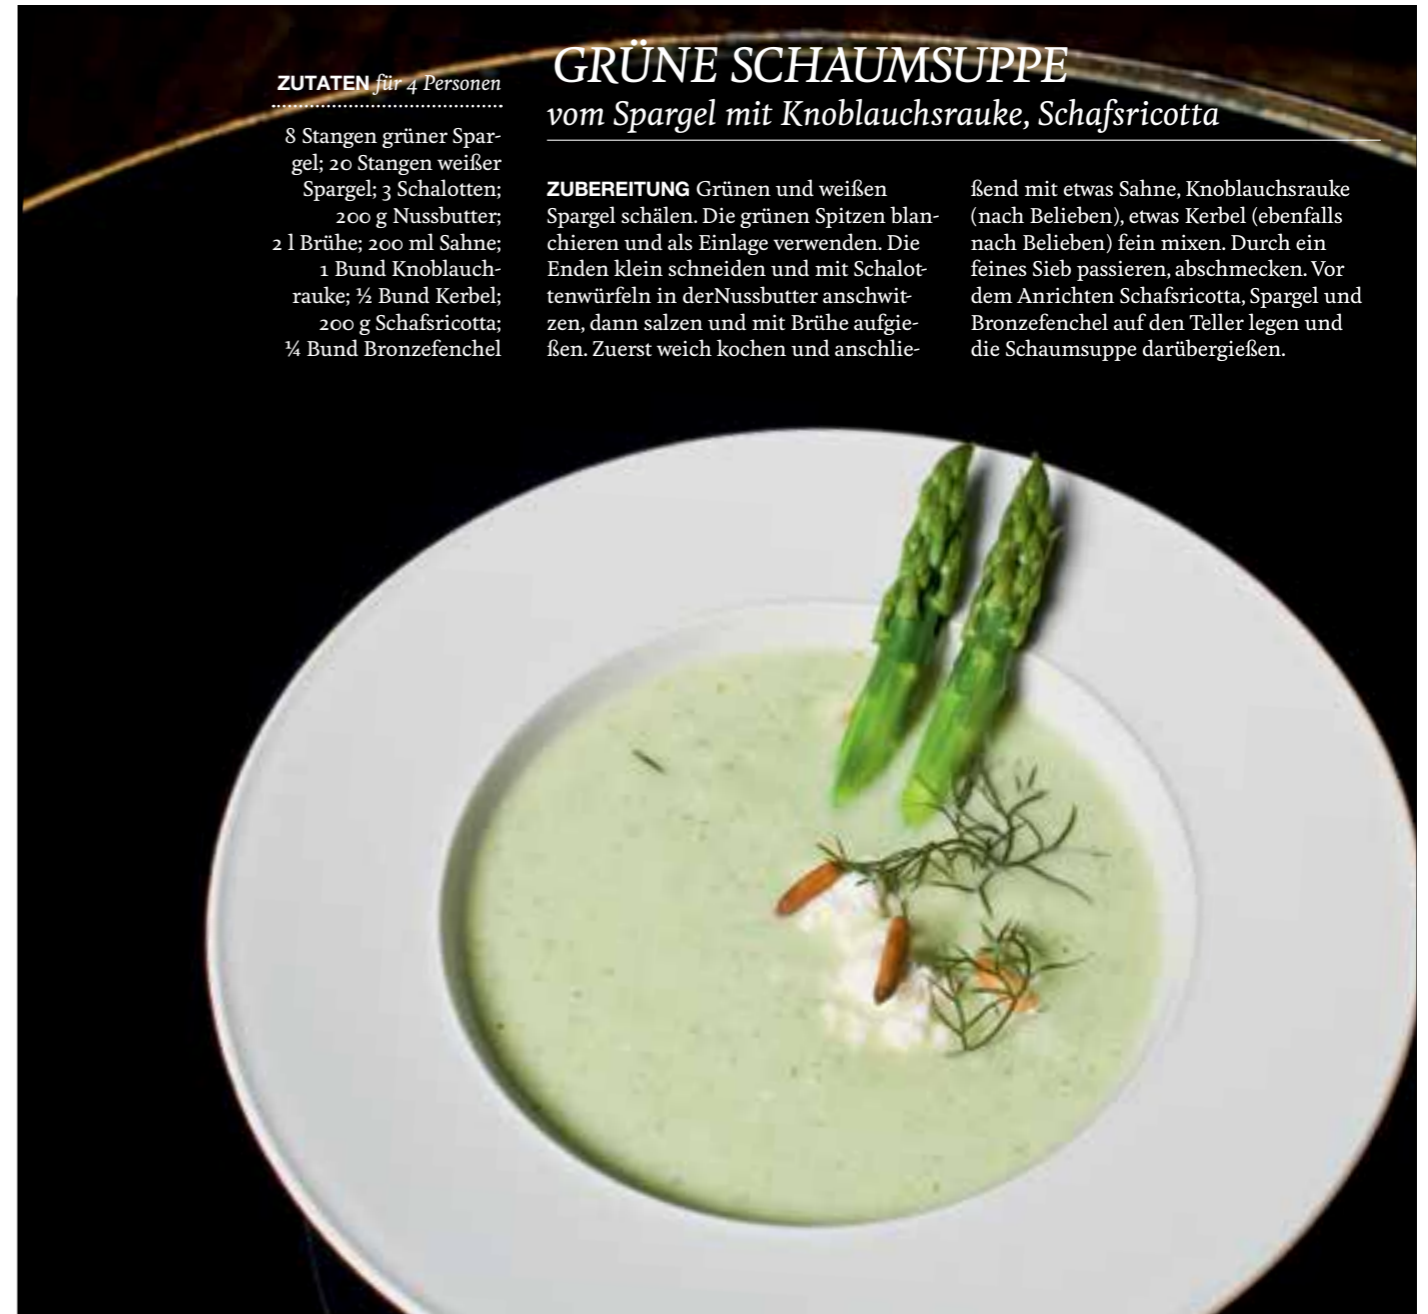 GRÜNE SCHAUMSUPPE
vom Spargel mit Knoblauchsrauke, Schafsricotta
ZUTATEN für 4 Personen
8 Stangen grüner Spar-
gel; 20 Stangen weißer
Spargel; 3 Schalotten;
200 g Nussbutter;
2 l Brühe; 200 ml Sahne;
1 Bund Knoblauch-
rauke; ½ Bund Kerbel;
200 g Schafsricotta;
¼ Bund Bronzefenchel
ZUBEREITUNG Grünen und weißen
Spargel schälen. Die grünen Spitzen blan-
chieren und als Einlage verwenden. Die
Enden klein schneiden und mit Schalot-
tenwürfeln in derNussbutter anschwit-
zen, dann salzen und mit Brühe aufgie-
ßen. Zuerst weich kochen und anschlie-
ßend mit etwas Sahne, Knoblauchsrauke
(nach Belieben), etwas Kerbel (ebenfalls
nach Belieben) fein mixen. Durch ein
feines Sieb passieren, abschmecken. Vor
dem Anrichten Schafsricotta, Spargel und
Bronzefenchel auf den Teller legen und
die Schaumsuppe darübergießen.